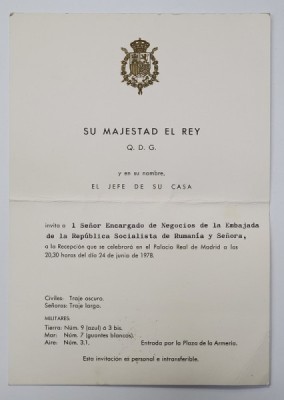 SU MAJESTAD EL REY
Q. D. G.
y en su nombre,
EL JEFE DE SU CASA
invita a l Señor Encargado de Negocios de la Embajada
de la República Socialista de Rumanía y Señora,
a la Recepción que se celebrará en el Palacio Real de Madrid a las
20,30 horas del día 24 de junio de 1978.
Civiles: Traje oscuro.
Señoras: Traje largo.
MILITARES:
Tierra: Núm. 9 (azul) ó 3 bis.
Mar: Núm. 7 (guantes blancos).
Aire: Núm. 3.1. Entrada por la Plaza de la Armería.
Esta invitación es personal e intransferible.